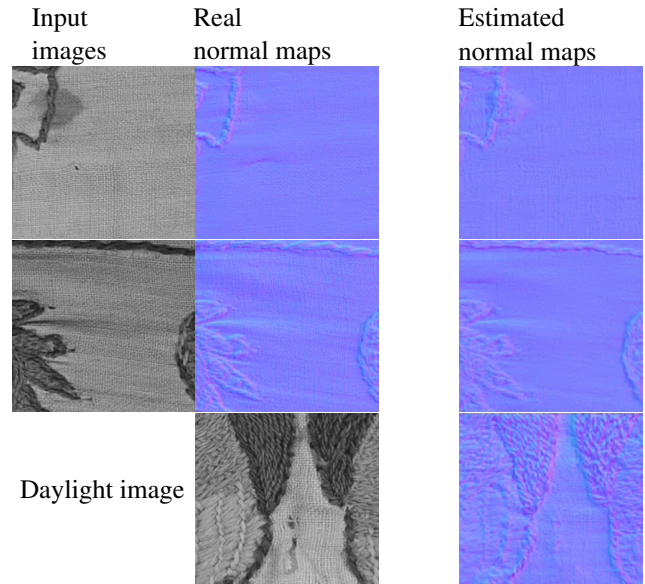 Input
images
Real
normal maps
Estimated
normal maps
Daylight image